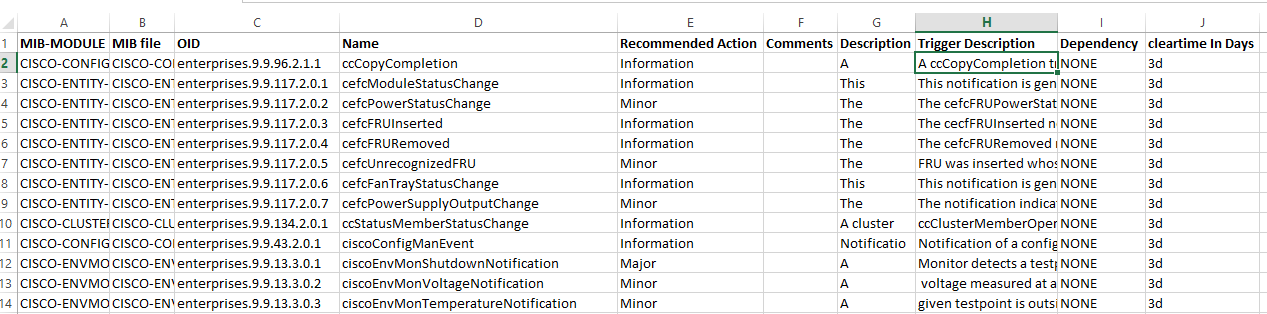 A B C D E F G H I J
1 MIB-MODULE MIB file OID Name Recommended Action Comments Description Trigger Description Dependency cleartime In Days
2 CISCO-CONFIG CISCO-CO enterprises.9.9.96.2.1.1 ccCopyCompletion Information A A ccCopyCompletion tr NONE 3d
3 CISCO-ENTITY- CISCO-ENT enterprises.9.9.117.2.0.1 cefcModuleStatusChange Information This This notification is gen NONE 3d
4 CISCO-ENTITY- CISCO-ENT enterprises.9.9.117.2.0.2 cefcPowerStatusChange Minor The The cefcFRUPowerStat NONE 3d
5 CISCO-ENTITY- CISCO-ENT enterprises.9.9.117.2.0.3 cefcFRUInserted Information The The cecfFRUInserted n NONE 3d
6 CISCO-ENTITY- CISCO-ENT enterprises.9.9.117.2.0.4 cefcFRURemoved Information The The cefcFRURemoved NONE 3d
7 CISCO-ENTITY- CISCO-ENT enterprises.9.9.117.2.0.5 cefcUnrecognizedFRU Minor The FRU was inserted whos NONE 3d
8 CISCO-ENTITY- CISCO-ENT enterprises.9.9.117.2.0.6 cefcFanTrayStatusChange Information This This notification is gen NONE 3d
9 CISCO-ENTITY- CISCO-ENT enterprises.9.9.117.2.0.7 cefcPowerSupplyOutputChange Minor The The notification indica NONE 3d
10 CISCO-CLUSTE CISCO-CLU enterprises.9.9.134.2.0.1 ccStatusMemberStatusChange Information A cluster ccClusterMemberOper NONE 3d
11 CISCO-CONFIG CISCO-CO enterprises.9.9.43.2.0.1 ciscoConfigManEvent Information Notificatio Notification of a config NONE 3d
12 CISCO-ENVMO CISCO-ENV enterprises.9.9.13.3.0.1 ciscoEnvMonShutdownNotification Major A Monitor detects a testp NONE 3d
13 CISCO-ENVMO CISCO-ENV enterprises.9.9.13.3.0.2 ciscoEnvMonVoltageNotification Minor A voltage measured at a NONE 3d
14 CISCO-ENVMO CISCO-ENV enterprises.9.9.13.3.0.3 ciscoEnvMonTemperatureNotification Minor A given testpoint is outsi NONE 3d